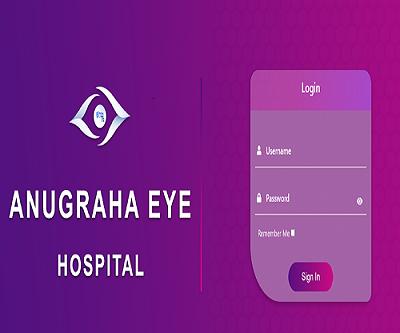 ANUGRAHA EYE
HOSPITAL
Login
Username
Password
Remember Me
Sign In